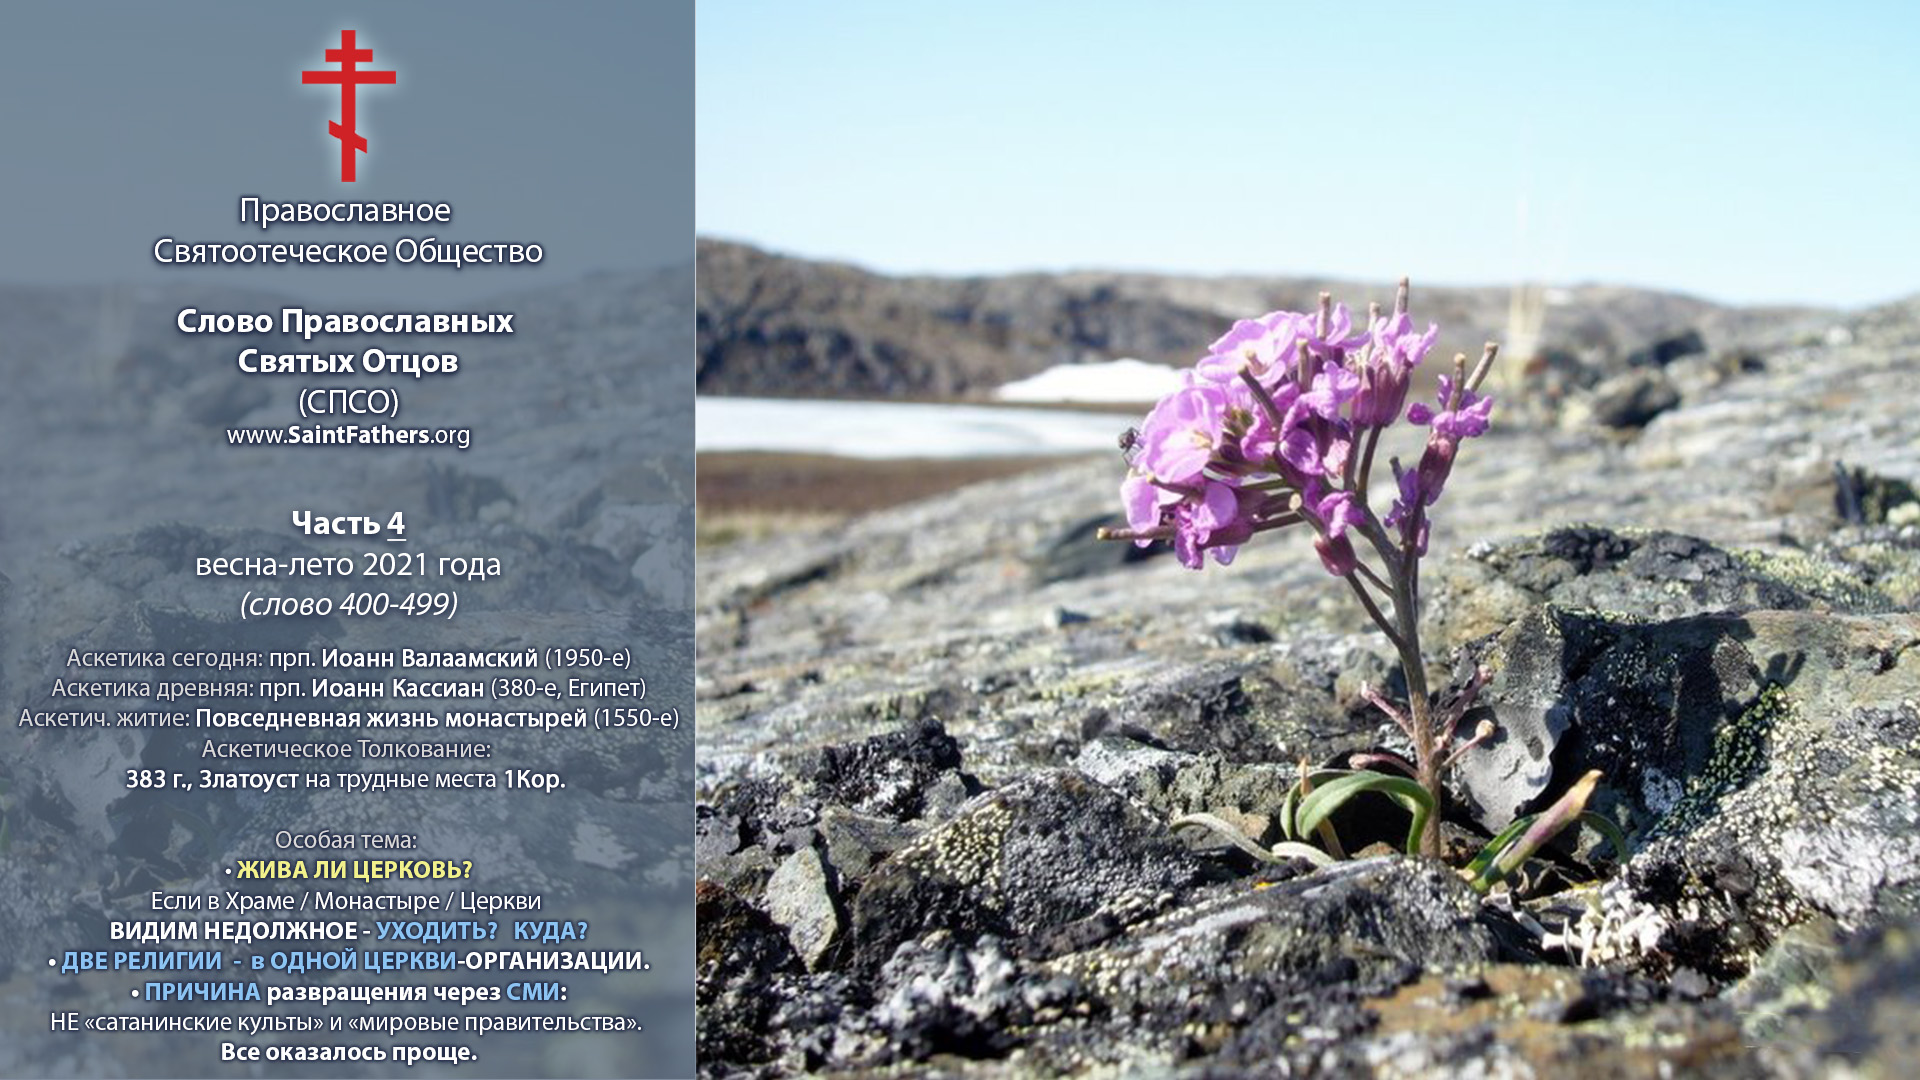 Православное
Святоотеческое Общество
Слово Православных
Святых Отцов
(СПСО)
www.SaintFathers.org
Часть 4
весна-лето 2021 года
(слово 400-499)
Аскетика сегодня: прп. Иоанн Валаамский (1950-е)
Аскетика древняя: прп. Иоанн Кассиан (380-е, Египет)
Аскетич. житие: Повседневная жизнь монастырей (1550-е)
Аскетическое Толкование:
383 г., Златоуст на трудные места 1Кор.
Особая тема:
• ЖИВА ЛИ ЦЕРКОВЬ?
Если в Храме / Монастыре / Церкви
ВИДИМ НЕДОЛЖНОЕ - УХОДИТЬ? КУДА?
• ДВЕ РЕЛИГИИ - в ОДНОЙ ЦЕРКВИ-ОРГАНИЗАЦИИ.
• ПРИЧИНА развращения через СМИ:
НЕ «сатанинские культы» и «мировые правительства».
Все оказалось проще.